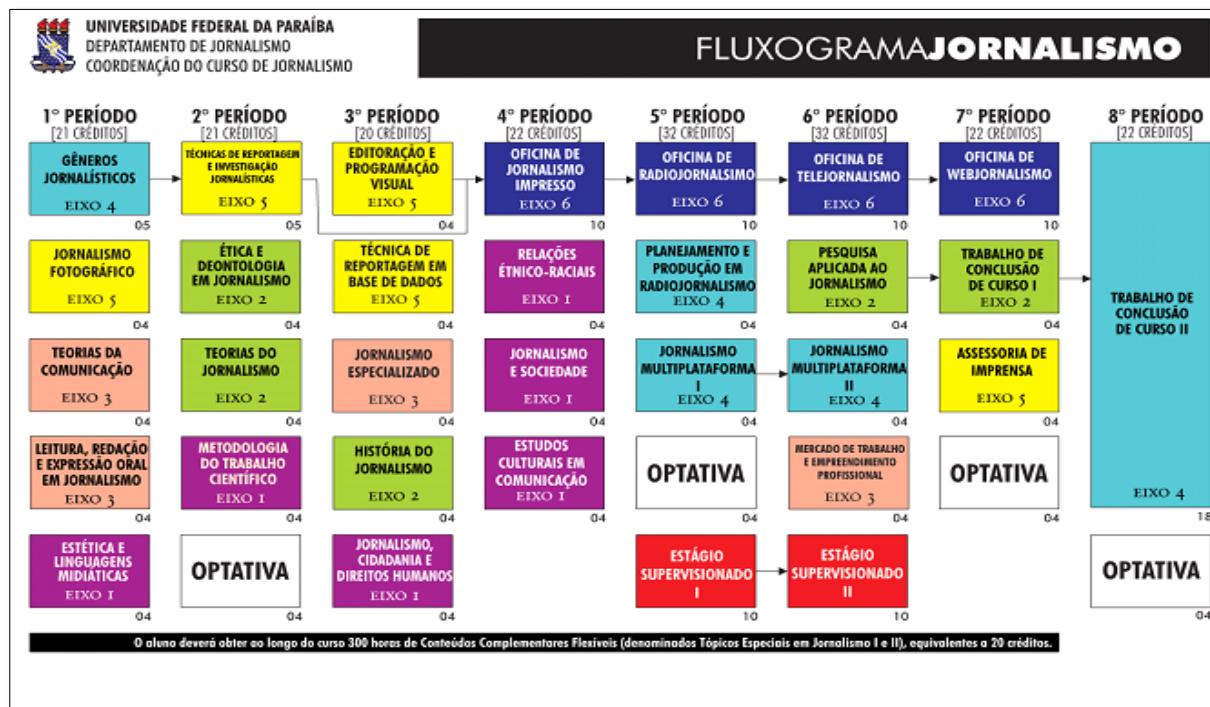 UNIVERSIDADE FEDERAL DA PARAÍBA
DEPARTAMENTO DE JORNALISMO
COORDENAÇÃO DO CURSO DE JORNALISMO
FLUXOGRAMAJORNALISMO
1° PERÍODO
[21 CRÉDITOS]
GÊNEROS
JORNALÍSTICOS
EIXO 4
05
JORNALISMO
FOTOGRÁFICO
EIXO 5
04
TEORIAS DA
COMUNICAÇÃO
EIXO 3
04
LEITURA, REDAÇÃO
E EXPRESSÃO ORAL
EM JORNALISMO
EIXO 3
04
ESTÉTICA E
LINGUAGENS
MIDIÁTICAS
EIXO 1
04
2° PERÍODO
[21 CRÉDITOS]
TÉCNICAS DE REPORTAGEM
E INVESTIGAÇÃO
JORNALÍSTICAS
EIXO 5
05
ÉTICA E
DEONTOLOGIA
EM JORNALISMO
EIXO 2
04
TEORIAS DO
JORNALISMO
EIXO 2
04
METODOLOGIA
DO TRABALHO
CIENTÍFICO
EIXO 1
04
OPTATIVA
04
3° PERÍODO
[20 CRÉDITOS]
EDITORAÇÃO E
PROGRAMAÇÃO
VISUAL
EIXO 5
04
TÉCNICA DE
REPORTAGEM EM
BASE DE DADOS
EIXO 5
04
JORNALISMO
ESPECIALIZADO
EIXO 3
04
HISTÓRIA DO
JORNALISMO
EIXO 2
04
JORNALISMO,
CIDADANIA E
DIREITOS HUMANOS
EIXO 1
04
4° PERÍODO
[22 CRÉDITOS]
OFICINA DE
JORNALISMO
IMPRESSO
EIXO 6
10
RELAÇÕES
ÉTNICO-RACIAIS
EIXO 1
04
JORNALISMO
E SOCIEDADE
EIXO 1
04
ESTUDOS
CULTURAIS EM
COMUNICAÇÃO
EIXO 1
04
5° PERÍODO
[32 CRÉDITOS]
OFICINA DE
RADIOJORNALSIMO
EIXO 6
10
PLANEJAMENTO E
PRODUÇÃO EM
RADIOJORNALISMO
EIXO 4
04
JORNALISMO
MULTIPLATAFORMA
I
EIXO 4
04
OPTATIVA
04
ESTÁGIO
SUPERVISIONADO
I
10
6° PERÍODO
[32 CRÉDITOS]
OFICINA DE
TELEJORNALISMO
EIXO 6
10
PESQUISA
APLICADA AO
JORNALISMO
EIXO 2
04
JORNALISMO
MULTIPLATAFORMA
II
EIXO 4
04
MERCADO DE TRABALHO
E EMPREENDIMENTO
PROFISSIONAL
EIXO 3
04
ESTÁGIO
SUPERVISIONADO
II
10
7° PERÍODO
[22 CRÉDITOS]
OFICINA DE
WEBJORNALISMO
EIXO 6
10
TRABALHO DE
CONCLUSÃO
DE CURSO I
EIXO 2
04
ASSESSORIA DE
IMPRENSA
EIXO 5
04
OPTATIVA
04
8° PERÍODO
[22 CRÉDITOS]
TRABALHO DE
CONCLUSÃO
DE CURSO II
EIXO 4
18
OPTATIVA
04
O aluno deverá obter ao longo do curso 300 horas de Conteúdos Complementares Flexíveis (denominados Tópicos Especiais em Jornalismo I e II), equivalentes a 20 créditos.